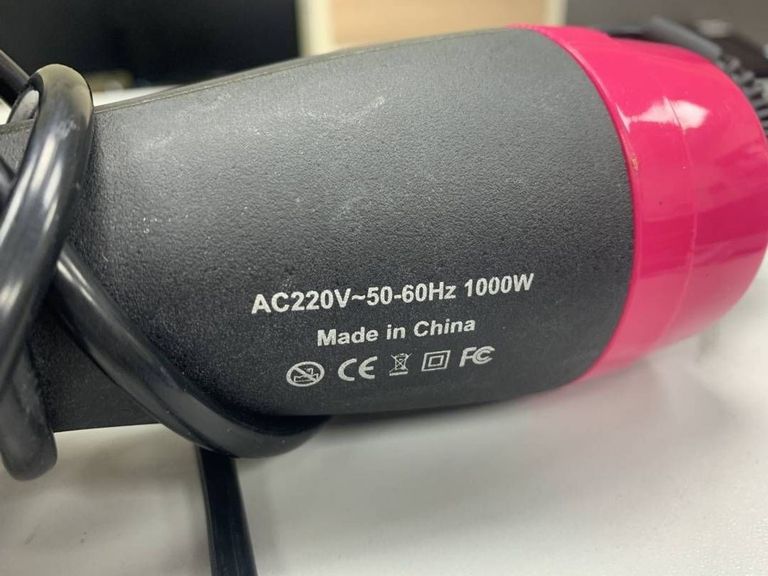 AC220V~50-60Hz 1000W
Made in China
CE FC